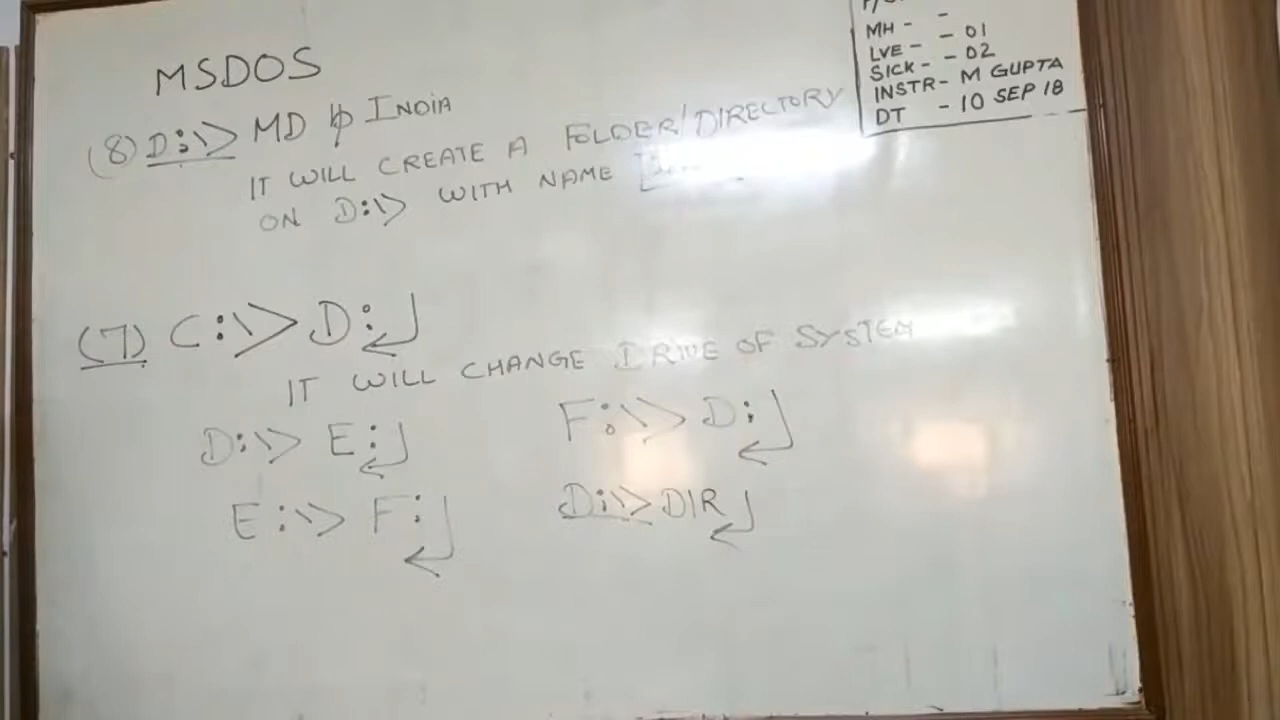 MSDOS
(8) D:\> MD ␢ INDIA
IT WILL CREATE A FOLDER/DIRECTORY
ON D:\> WITH NAME
(7) C:\> D: ↵
IT WILL CHANGE DRIVE OF SYSTEM
D:\> E: ↵
E:\> F: ↵
F:\> D: ↵
D:\> DIR ↵
MH - -
LVE - - 01
SICK - - 02
INSTR - M GUPTA
DT - 10 SEP 18